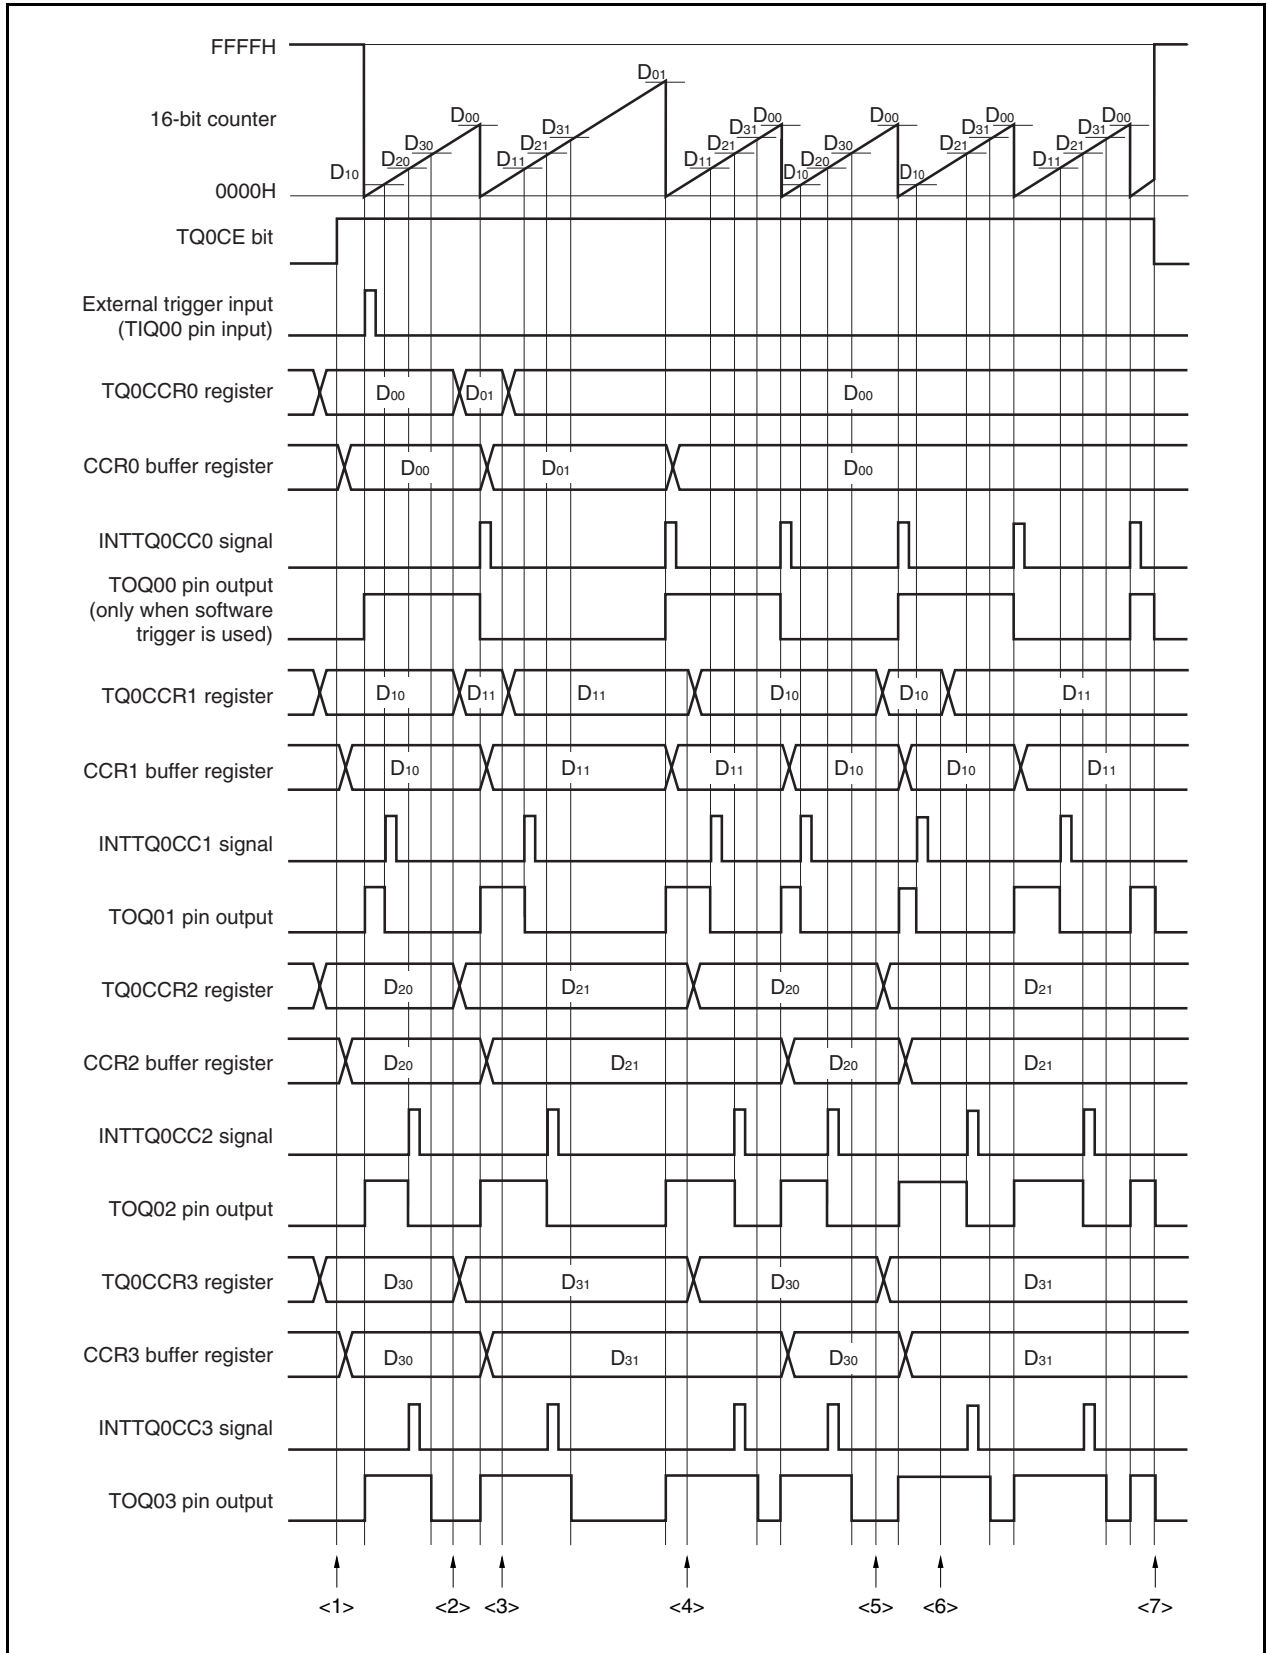 FFFFH
D01
16-bit counter
D00 D00 D00 D00 D00
D31 D31 D31 D31
D30 D21 D21 D30 D21 D21
D20 D11 D11 D20 D11
D10 D10 D10
0000H
TQ0CE bit
External trigger input
(TIQ00 pin input)
TQ0CCR0 register D00 D01 D00
CCR0 buffer register D00 D01 D00
INTTQ0CC0 signal
TOQ00 pin output
(only when software
trigger is used)
TQ0CCR1 register D10 D11 D11 D10 D10 D11
CCR1 buffer register D10 D11 D11 D10 D10 D11
INTTQ0CC1 signal
TOQ01 pin output
TQ0CCR2 register D20 D21 D20 D21
CCR2 buffer register D20 D21 D20 D21
INTTQ0CC2 signal
TOQ02 pin output
TQ0CCR3 register D30 D31 D30 D31
CCR3 buffer register D30 D31 D30 D31
INTTQ0CC3 signal
TOQ03 pin output
<1> <2> <3> <4> <5> <6> <7>